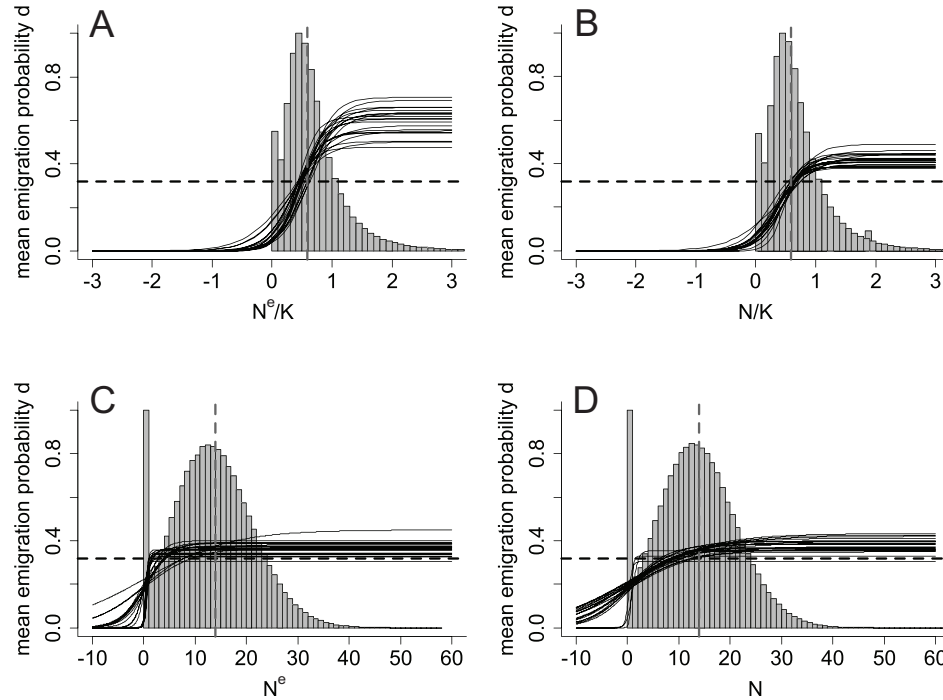 A
B
mean emigration probability d
0.0 0.4 0.8
-3 -2 -1 0 1 2 3
N^e/K
mean emigration probability d
0.0 0.4 0.8
-3 -2 -1 0 1 2 3
N/K
C
D
mean emigration probability d
0.0 0.4 0.8
-10 0 10 20 30 40 50 60
N^e
mean emigration probability d
0.0 0.4 0.8
-10 0 10 20 30 40 50 60
N